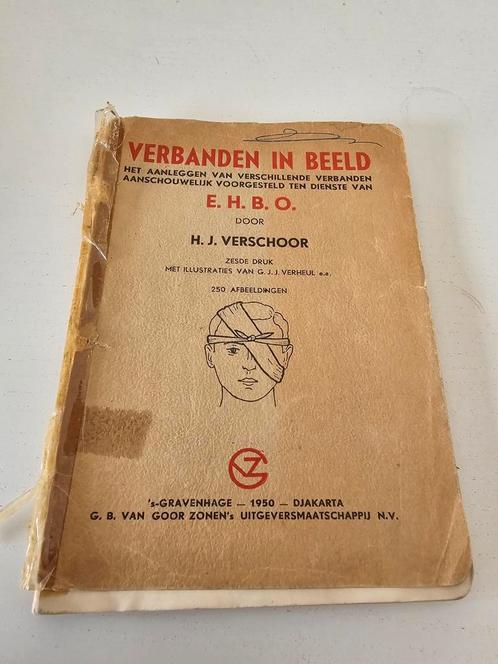 VERBANDEN IN BEELD
HET AANLEGGEN VAN VERSCHILLENDE VERBANDEN
AANSCHOUWELIJK VOORGESTELD TEN DIENSTE VAN
E. H. B. O.
DOOR
H. J. VERSCHOOR
ZESDE DRUK
MET ILLUSTRATIES VAN G. J. J. VERHEUL e.a.
250 AFBEELDINGEN
's-GRAVENHAGE — 1950 — DJAKARTA
G. B. VAN GOOR ZONEN's UITGEVERSMAATSCHAPPIJ N.V.